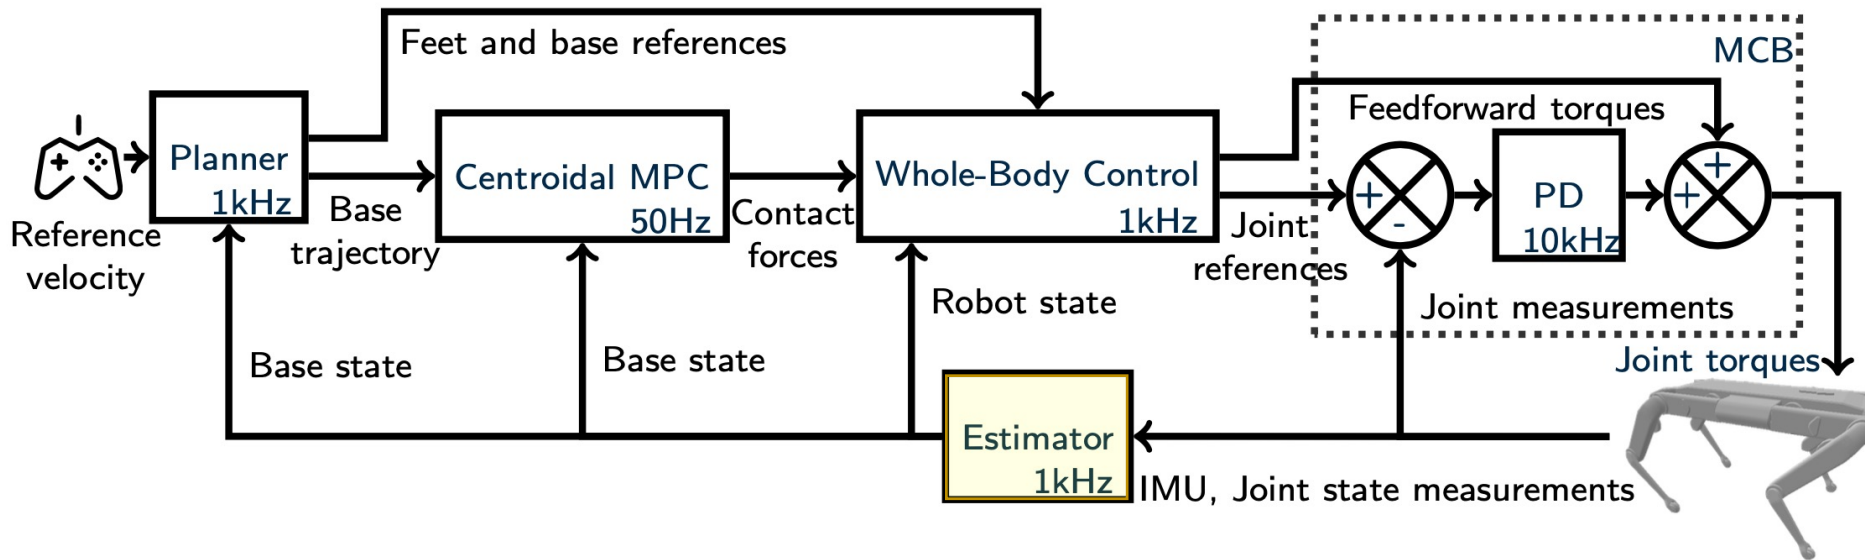 Feet and base references
MCB
Feedforward torques
Planner
1kHz
Centroidal MPC
50Hz
Whole-Body Control
1kHz
+
-
PD
10kHz
+
+
Reference
velocity
Base
trajectory
Contact
forces
Joint
references
Robot state
Joint measurements
Base state
Base state
Joint torques
Estimator
1kHz
IMU, Joint state measurements